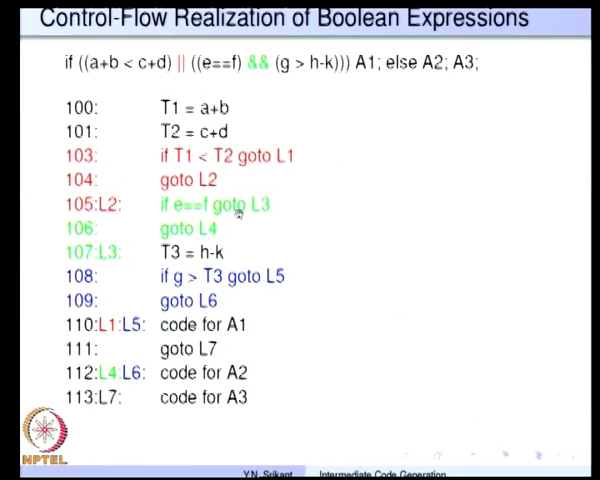 Control-Flow Realization of Boolean Expressions
if ((a+b < c+d) || ((e==f) && (g > h-k))) A1; else A2; A3;
100: T1 = a+b
101: T2 = c+d
103: if T1 < T2 goto L1
104: goto L2
105:L2: if e==f goto L3
106: goto L4
107:L3: T3 = h-k
108: if g > T3 goto L5
109: goto L6
110:L1:L5: code for A1
111: goto L7
112:L4:L6: code for A2
113:L7: code for A3
NPTEL
Y.N. Srikant Intermediate Code Generation